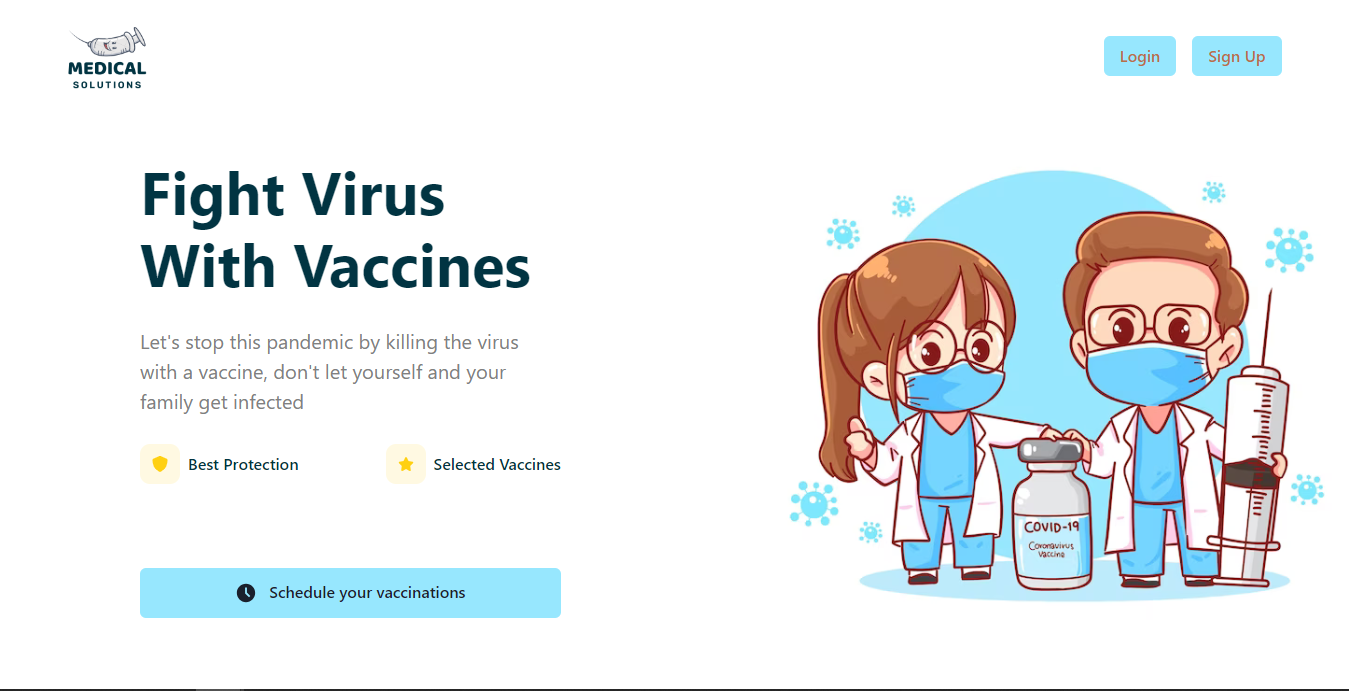 MEDICAL
SOLUTIONS
Login
Sign Up
Fight Virus
With Vaccines
Let's stop this pandemic by killing the virus
with a vaccine, don't let yourself and your
family get infected
Best Protection
Selected Vaccines
Schedule your vaccinations
COVID-19
Coronavirus
Vaccine